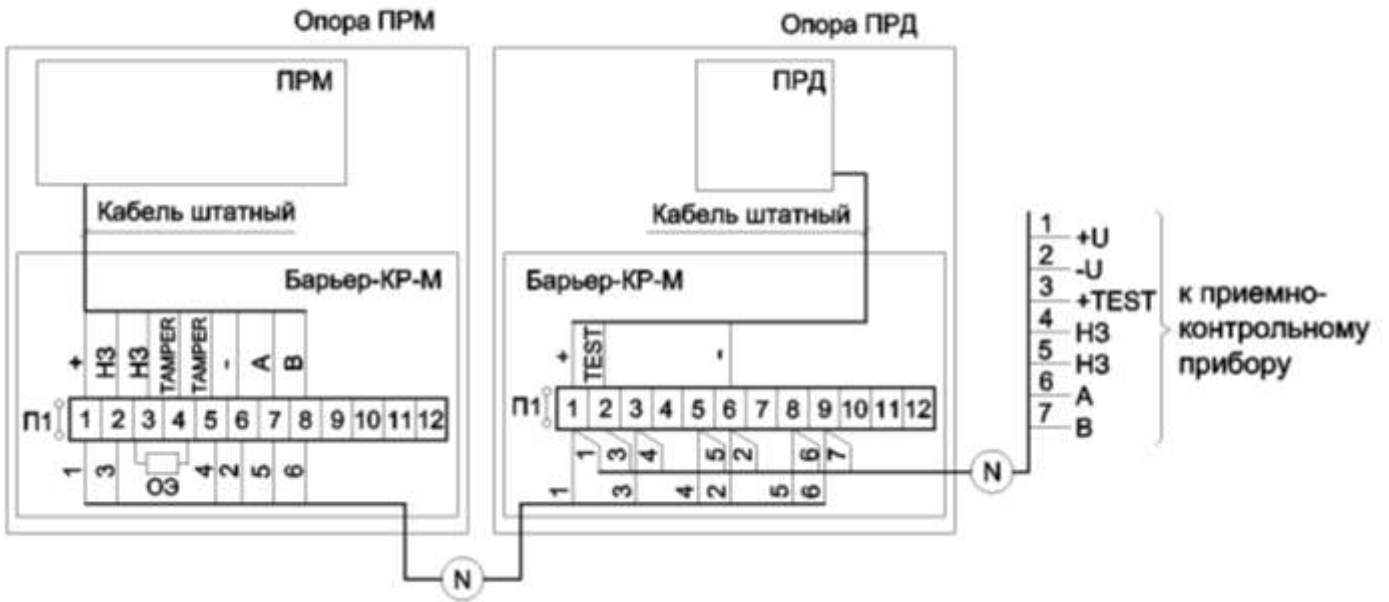 Опора ПРМ
Опора ПРД
ПРМ
ПРД
Кабель штатный
Кабель штатный
Барьер-КР-М
Барьер-КР-М
+ НЗ НЗ TAMPER TAMPER - А В
+ TEST -
П1 1 2 3 4 5 6 7 8 9 10 11 12
П1 1 2 3 4 5 6 7 8 9 10 11 12
1 3 ОЭ 4 2 5 6
1 3 4 5 2 6 7
1 3 4 2 5 6
N
N
1 +U
2 -U
3 +TEST
4 НЗ
5 НЗ
6 А
7 В
к приемно-
контрольному
прибору